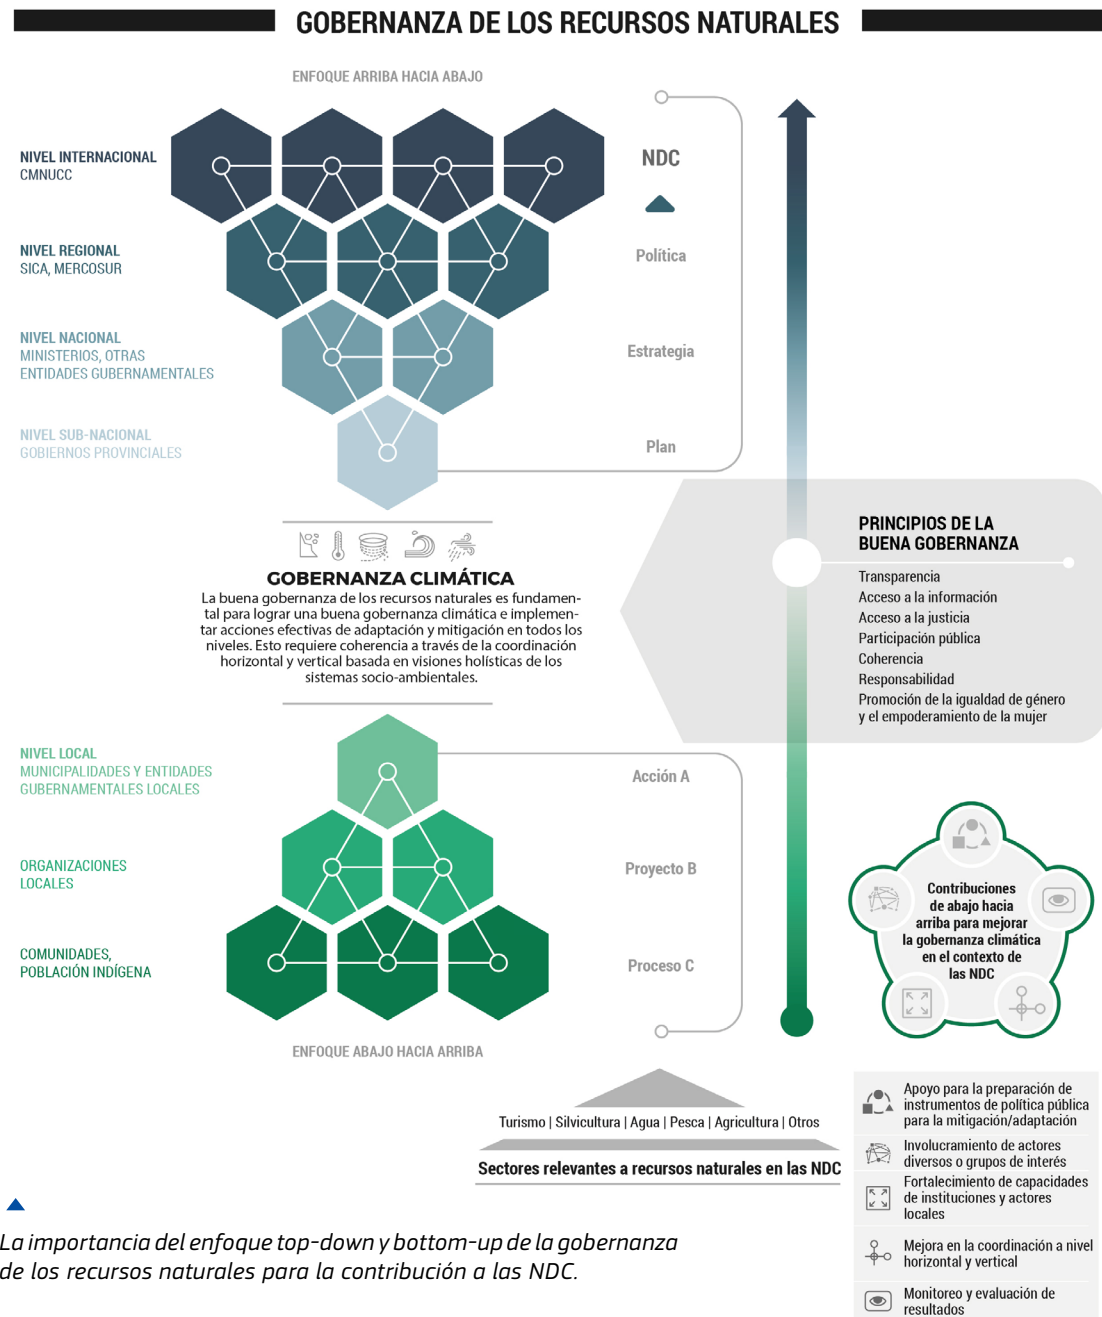 GOBERNANZA DE LOS RECURSOS NATURALES
ENFOQUE ARRIBA HACIA ABAJO
NIVEL INTERNACIONAL
CMNUCC
NIVEL REGIONAL
SICA, MERCOSUR
NIVEL NACIONAL
MINISTERIOS, OTRAS
ENTIDADES GUBERNAMENTALES
NIVEL SUB-NACIONAL
GOBIERNOS PROVINCIALES
NDC
Política
Estrategia
Plan
GOBERNANZA CLIMÁTICA
La buena gobernanza de los recursos naturales es fundamen-
tal para lograr una buena gobernanza climática e implemen-
tar acciones efectivas de adaptación y mitigación en todos los
niveles. Esto requiere coherencia a través de la coordinación
horizontal y vertical basada en visiones holísticas de los
sistemas socio-ambientales.
PRINCIPIOS DE LA
BUENA GOBERNANZA
Transparencia
Acceso a la información
Acceso a la justicia
Participación pública
Coherencia
Responsabilidad
Promoción de la igualdad de género
y el empoderamiento de la mujer
NIVEL LOCAL
MUNICIPALIDADES Y ENTIDADES
GUBERNAMENTALES LOCALES
ORGANIZACIONES
LOCALES
COMUNIDADES,
POBLACIÓN INDÍGENA
Acción A
Proyecto B
Proceso C
ENFOQUE ABAJO HACIA ARRIBA
Contribuciones
de abajo hacia
arriba para mejorar
la gobernanza climática
en el contexto de
las NDC
Turismo | Silvicultura | Agua | Pesca | Agricultura | Otros
Sectores relevantes a recursos naturales en las NDC
Apoyo para la preparación de
instrumentos de política pública
para la mitigación/adaptación
Involucramiento de actores
diversos o grupos de interés
Fortalecimiento de capacidades
de instituciones y actores
locales
Mejora en la coordinación a nivel
horizontal y vertical
Monitoreo y evaluación de
resultados
La importancia del enfoque top-down y bottom-up de la gobernanza
de los recursos naturales para la contribución a las NDC.